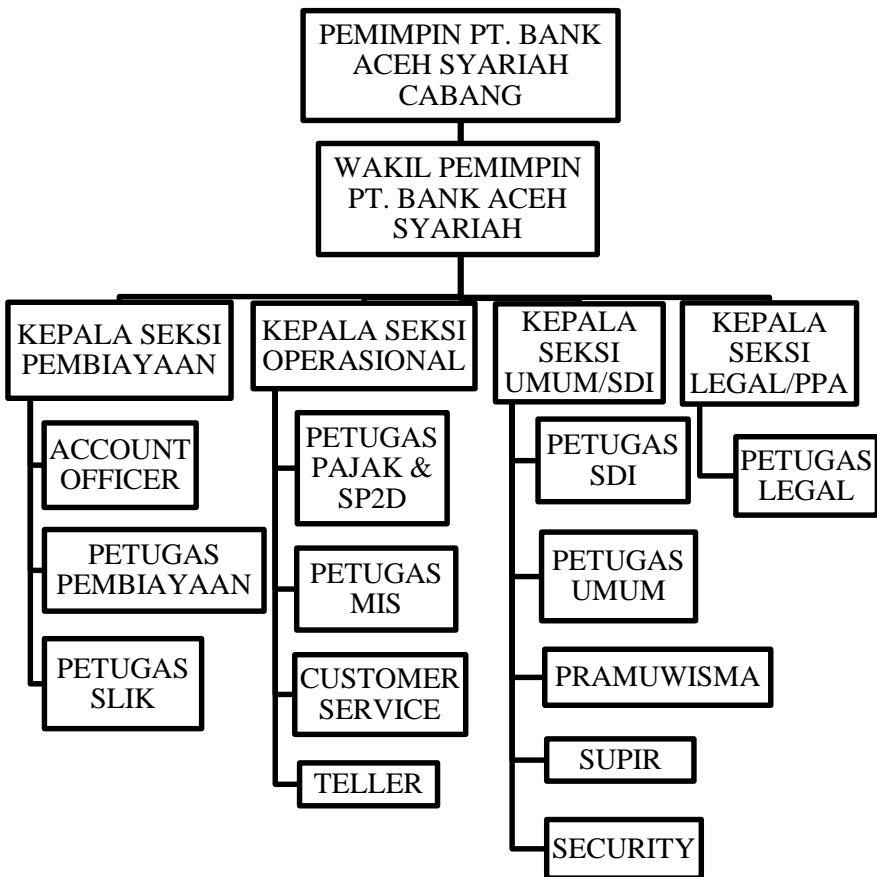 PEMIMPIN PT. BANK
ACEH SYARIAH
CABANG
WAKIL PEMIMPIN
PT. BANK ACEH
SYARIAH
KEPALA SEKSI
PEMBIAYAAN
ACCOUNT
OFFICER
PETUGAS
PEMBIAYAAN
PETUGAS
SLIK
KEPALA SEKSI
OPERASIONAL
PETUGAS
PAJAK &
SP2D
PETUGAS
MIS
CUSTOMER
SERVICE
TELLER
KEPALA
SEKSI
UMUM/SDI
PETUGAS
SDI
PETUGAS
UMUM
PRAMUWISMA
SUPIR
SECURITY
KEPALA
SEKSI
LEGAL/PPA
PETUGAS
LEGAL